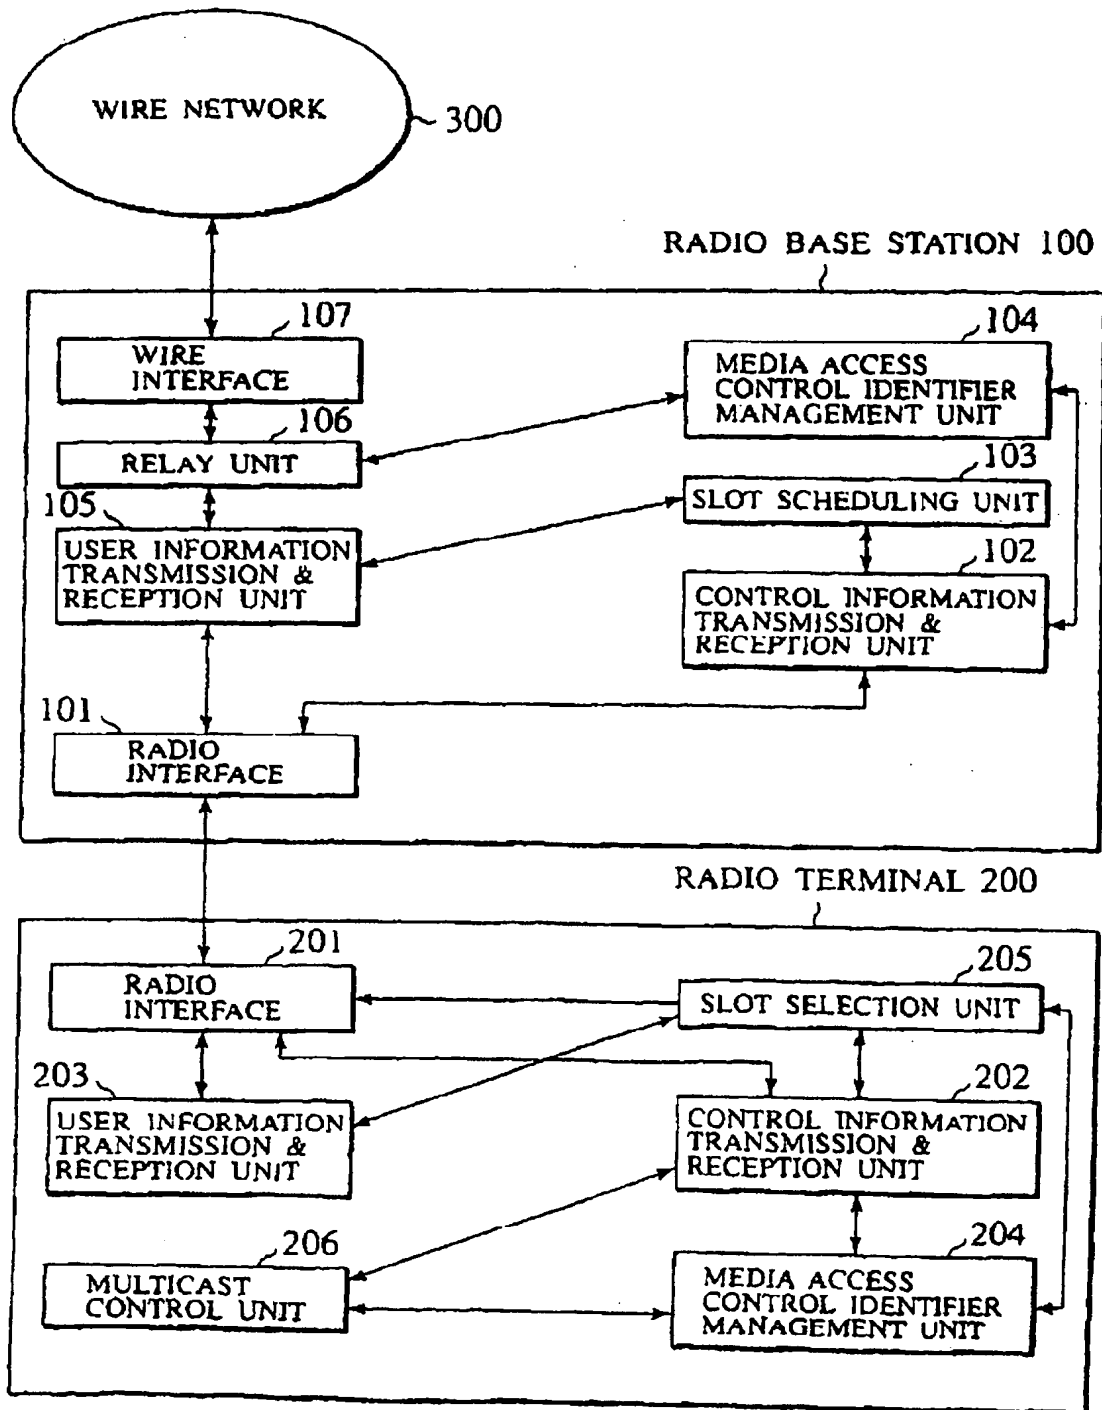 WIRE NETWORK
300
RADIO BASE STATION 100
107
WIRE
INTERFACE
104
MEDIA ACCESS
CONTROL IDENTIFIER
MANAGEMENT UNIT
106
RELAY UNIT
103
SLOT SCHEDULING UNIT
105
USER INFORMATION
TRANSMISSION &
RECEPTION UNIT
102
CONTROL INFORMATION
TRANSMISSION &
RECEPTION UNIT
101
RADIO
INTERFACE
RADIO TERMINAL 200
201
RADIO
INTERFACE
205
SLOT SELECTION UNIT
203
USER INFORMATION
TRANSMISSION &
RECEPTION UNIT
202
CONTROL INFORMATION
TRANSMISSION &
RECEPTION UNIT
206
MULTICAST
CONTROL UNIT
204
MEDIA ACCESS
CONTROL IDENTIFIER
MANAGEMENT UNIT